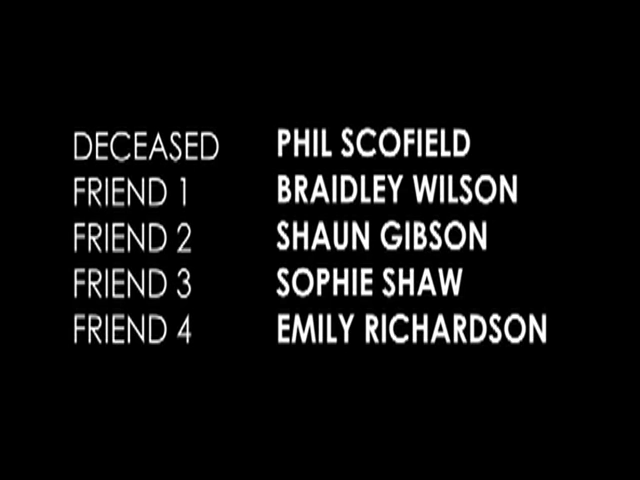 DECEASED PHIL SCOFIELD
FRIEND 1 BRAIDLEY WILSON
FRIEND 2 SHAUN GIBSON
FRIEND 3 SOPHIE SHAW
FRIEND 4 EMILY RICHARDSON